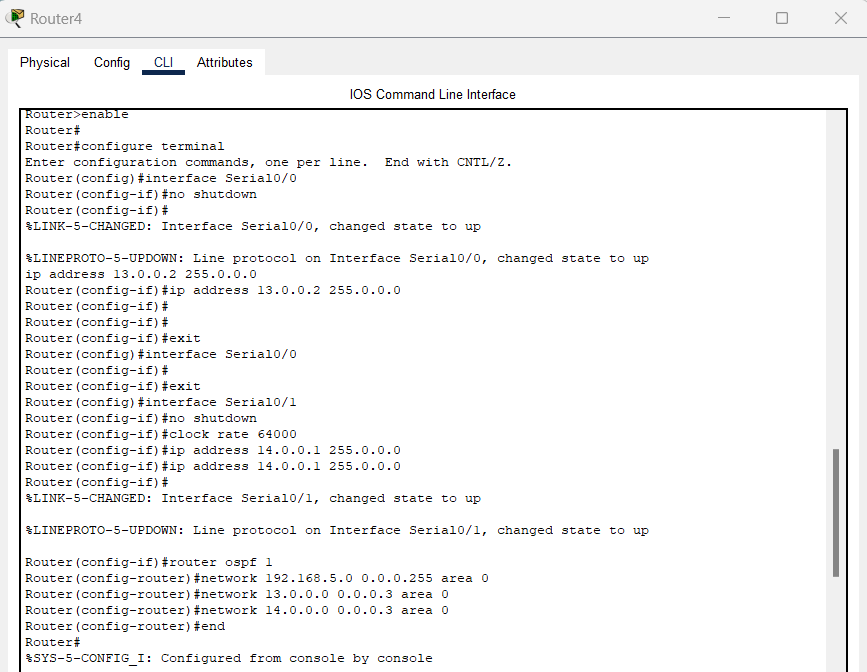 Router4
Physical Config CLI Attributes
IOS Command Line Interface
Router>enable
Router#
Router#configure terminal
Enter configuration commands, one per line.  End with CNTL/Z.
Router(config)#interface Serial0/0
Router(config-if)#no shutdown
Router(config-if)#
%LINK-5-CHANGED: Interface Serial0/0, changed state to up
%LINEPROTO-5-UPDOWN: Line protocol on Interface Serial0/0, changed state to up
ip address 13.0.0.2 255.0.0.0
Router(config-if)#ip address 13.0.0.2 255.0.0.0
Router(config-if)#
Router(config-if)#
Router(config-if)#exit
Router(config)#interface Serial0/0
Router(config-if)#
Router(config-if)#exit
Router(config)#interface Serial0/1
Router(config-if)#no shutdown
Router(config-if)#clock rate 64000
Router(config-if)#ip address 14.0.0.1 255.0.0.0
Router(config-if)#ip address 14.0.0.1 255.0.0.0
Router(config-if)#
%LINK-5-CHANGED: Interface Serial0/1, changed state to up
%LINEPROTO-5-UPDOWN: Line protocol on Interface Serial0/1, changed state to up
Router(config-if)#router ospf 1
Router(config-router)#network 192.168.5.0 0.0.0.255 area 0
Router(config-router)#network 13.0.0.0 0.0.0.3 area 0
Router(config-router)#network 14.0.0.0 0.0.0.3 area 0
Router(config-router)#end
Router#
%SYS-5-CONFIG_I: Configured from console by console